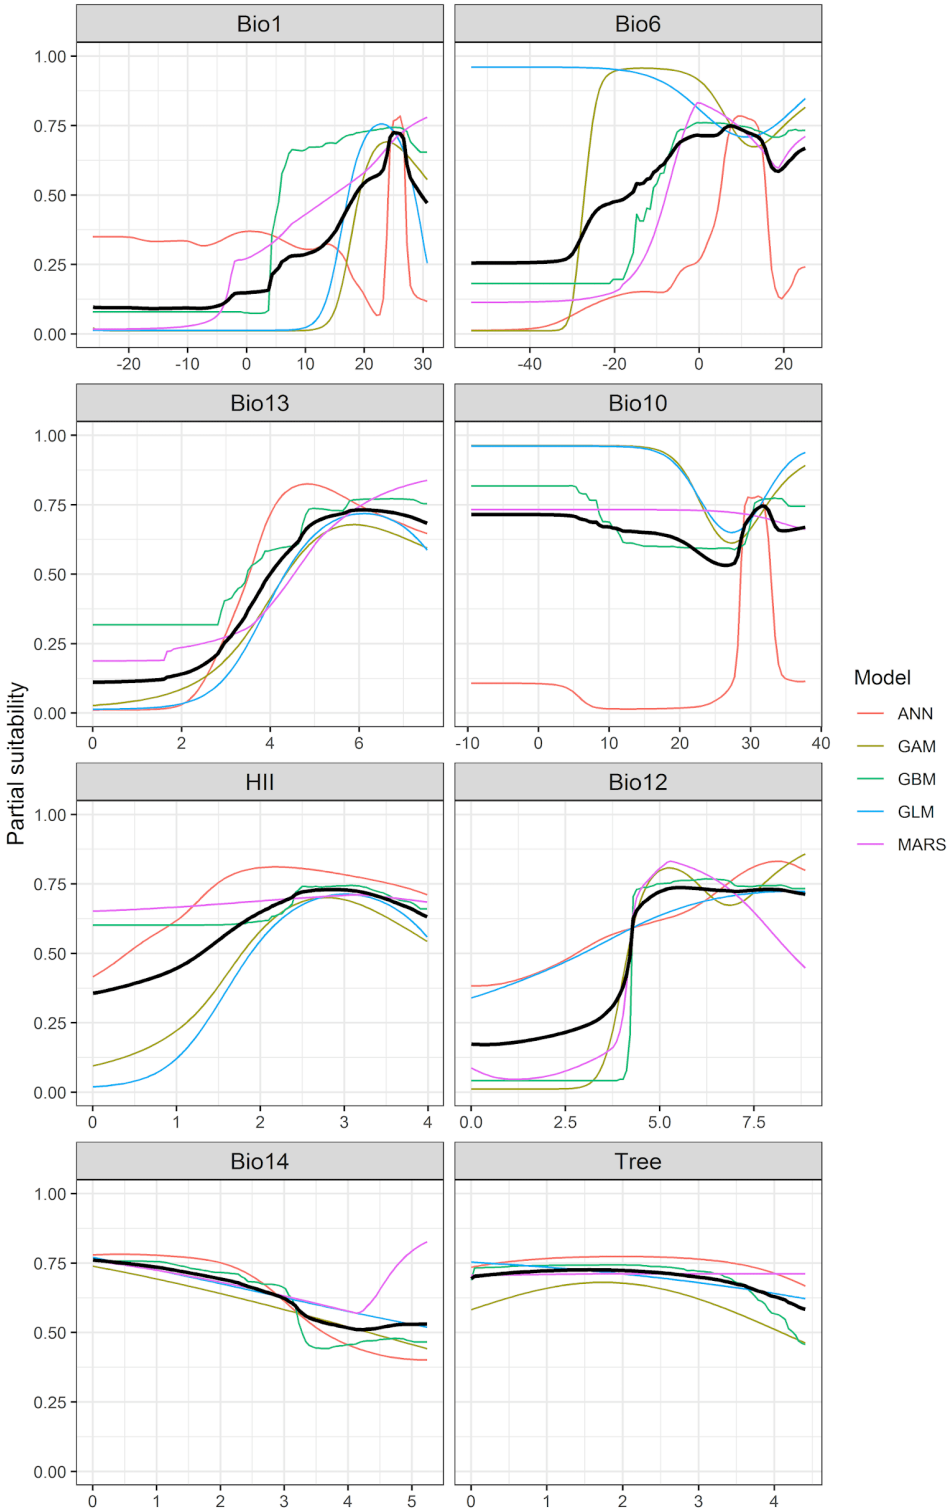 Bio1 Bio6
1.00
0.75
0.50
0.25
0.00
-20 -10 0 10 20 30 -40 -20 0 20
Bio13 Bio10
1.00
0.75
0.50
0.25
0.00
0 2 4 6 -10 0 10 20 30 40
HII Bio12
1.00
0.75
0.50
0.25
0.00
0 1 2 3 4 0.0 2.5 5.0 7.5
Bio14 Tree
1.00
0.75
0.50
0.25
0.00
0 1 2 3 4 5 0 1 2 3 4
Partial suitability
Model
ANN
GAM
GBM
GLM
MARS